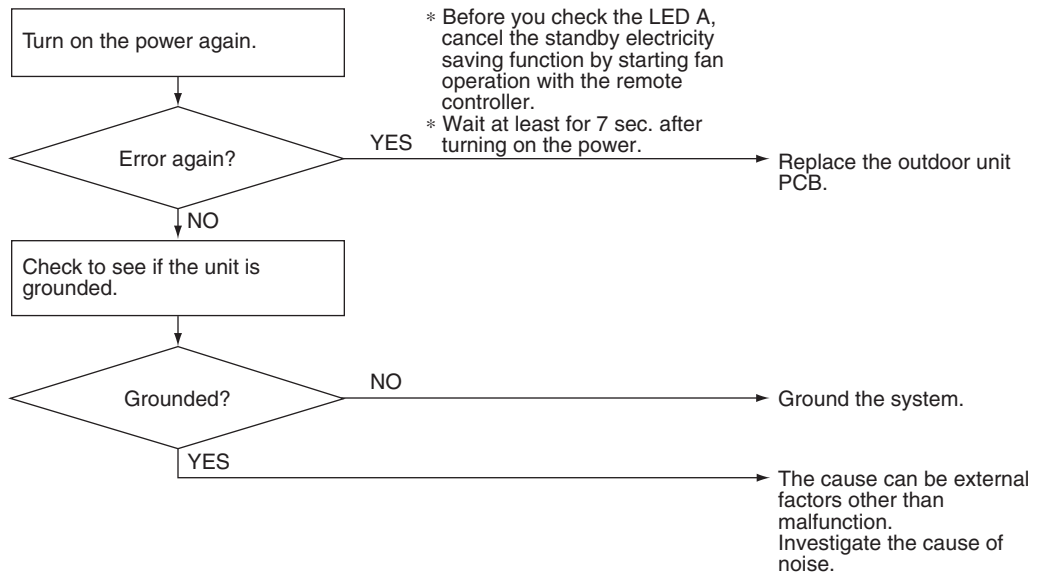 Turn on the power again.
∗ Before you check the LED A,
cancel the standby electricity
saving function by starting fan
operation with the remote
controller.
∗ Wait at least for 7 sec. after
turning on the power.
Error again?
YES
Replace the outdoor unit
PCB.
NO
Check to see if the unit is
grounded.
Grounded?
NO
Ground the system.
YES
The cause can be external
factors other than
malfunction.
Investigate the cause of
noise.